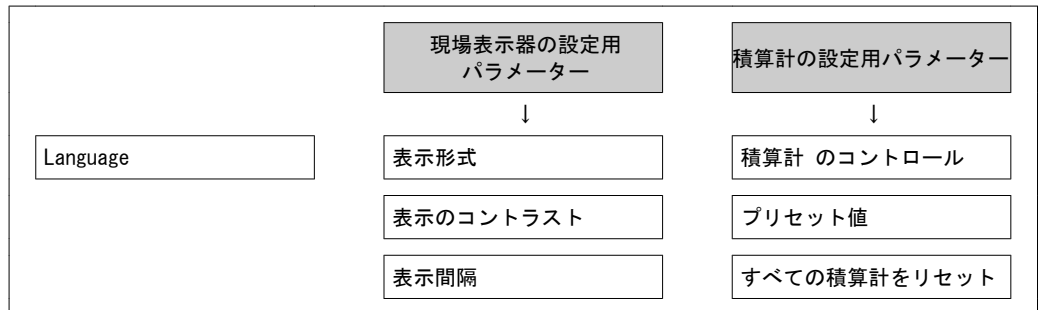 現場表示器の設定用
パラメーター
積算計の設定用パラメーター
↓
↓
Language
表示形式
積算計 のコントロール
表示のコントラスト
プリセット値
表示間隔
すべての積算計をリセット